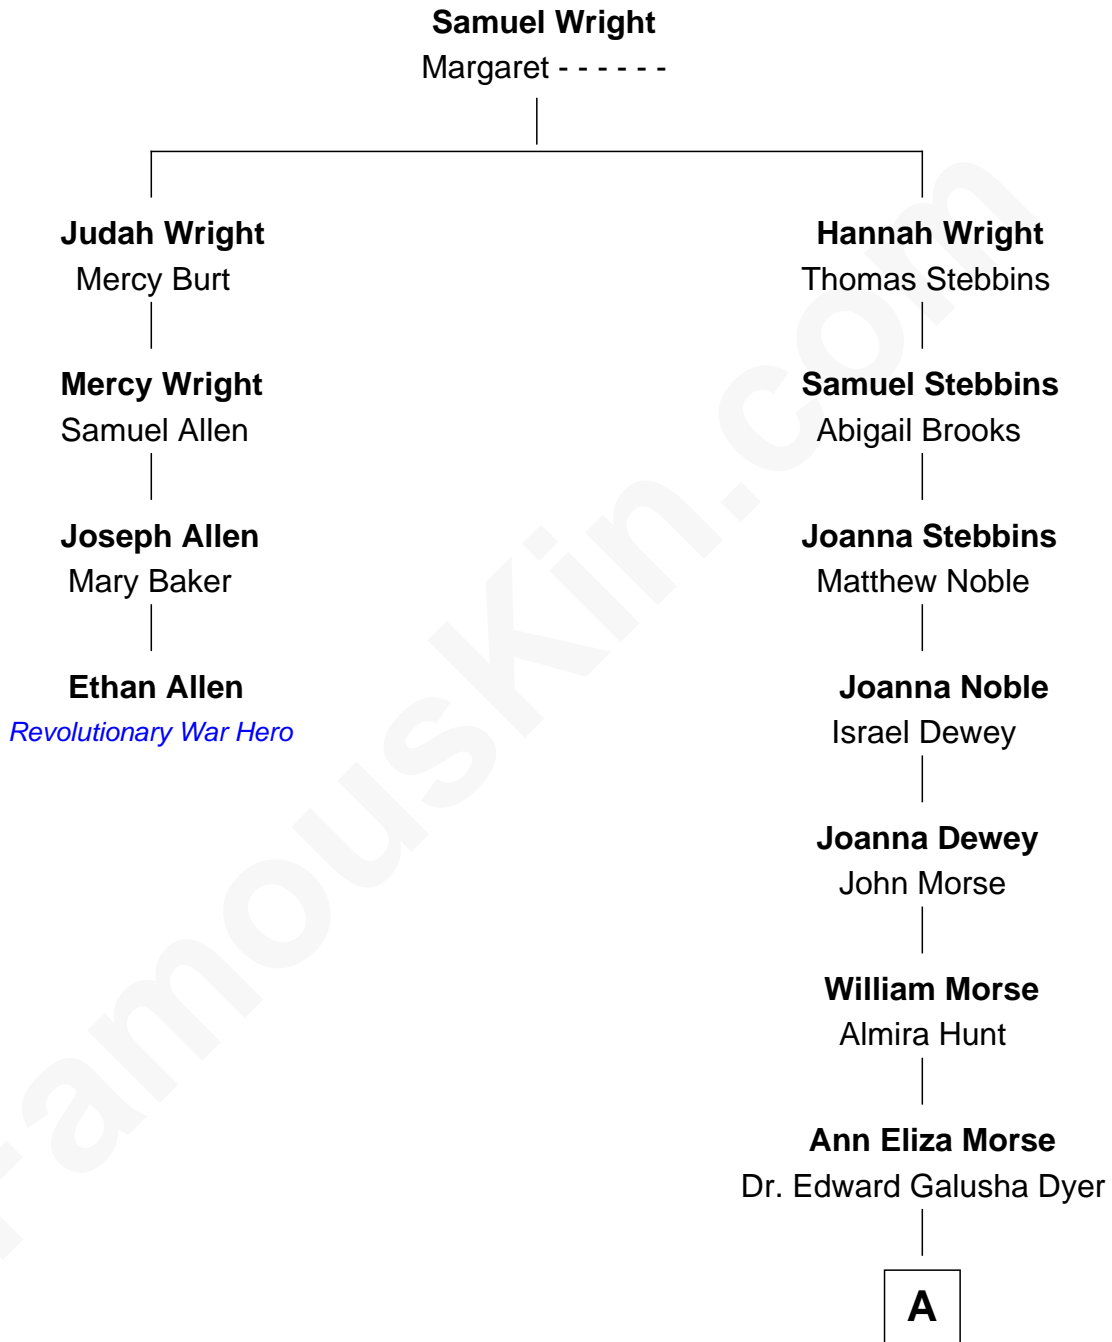 Samuel Wright
Margaret - - - - - -
Judah Wright
Mercy Burt
Hannah Wright
Thomas Stebbins
Mercy Wright
Samuel Allen
Samuel Stebbins
Abigail Brooks
Joseph Allen
Mary Baker
Joanna Stebbins
Matthew Noble
Ethan Allen
Revolutionary War Hero
Joanna Noble
Israel Dewey
Joanna Dewey
John Morse
William Morse
Almira Hunt
Ann Eliza Morse
Dr. Edward Galusha Dyer
A
FamousKin.com